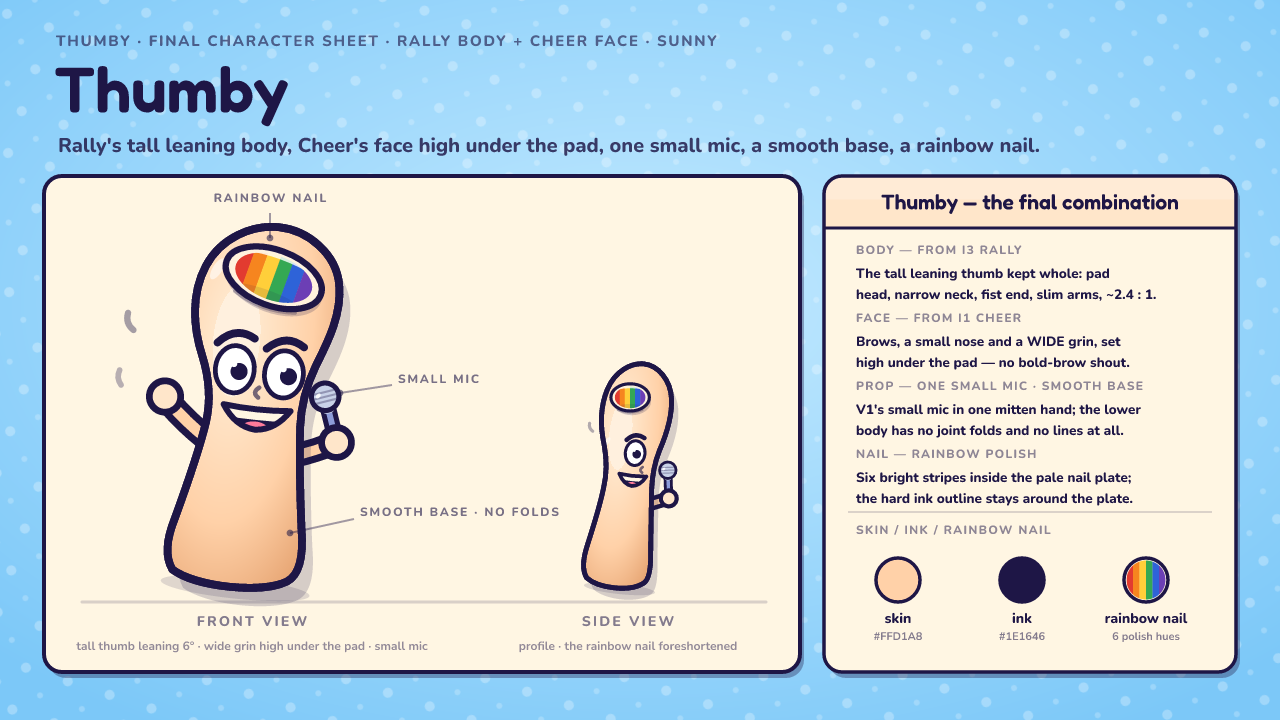 THUMBY · FINAL CHARACTER SHEET · RALLY BODY + CHEER FACE · SUNNY
Thumby
Rally's tall leaning body, Cheer's face high under the pad, one small mic, a smooth base, a rainbow nail.
RAINBOW NAIL
SMALL MIC
SMOOTH BASE · NO FOLDS
FRONT VIEW
tall thumb leaning 6° · wide grin high under the pad · small mic
SIDE VIEW
profile · the rainbow nail foreshortened
Thumby — the fnal combination
BODY — FROM I3 RALLY
The tall leaning thumb kept whole: pad
head, narrow neck, fist end, slim arms, ~2.4 : 1.
FACE — FROM I1 CHEER
Brows, a small nose and a WIDE grin, set
high under the pad — no bold-brow shout.
PROP — ONE SMALL MIC · SMOOTH BASE
V1's small mic in one mitten hand; the lower
body has no joint folds and no lines at all.
NAIL — RAINBOW POLISH
Six bright stripes inside the pale nail plate;
the hard ink outline stays around the plate.
SKIN / INK / RAINBOW NAIL
skin
#FFD1A8
ink
#1E1646
rainbow nail
6 polish hues